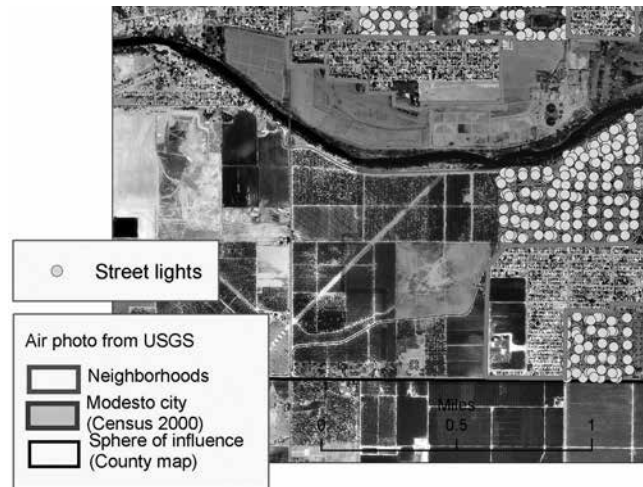 Street lights
Air photo from USGS
Neighborhoods
Modesto city
(Census 2000)
Sphere of influence
(County map)
Miles
0
0.5
1